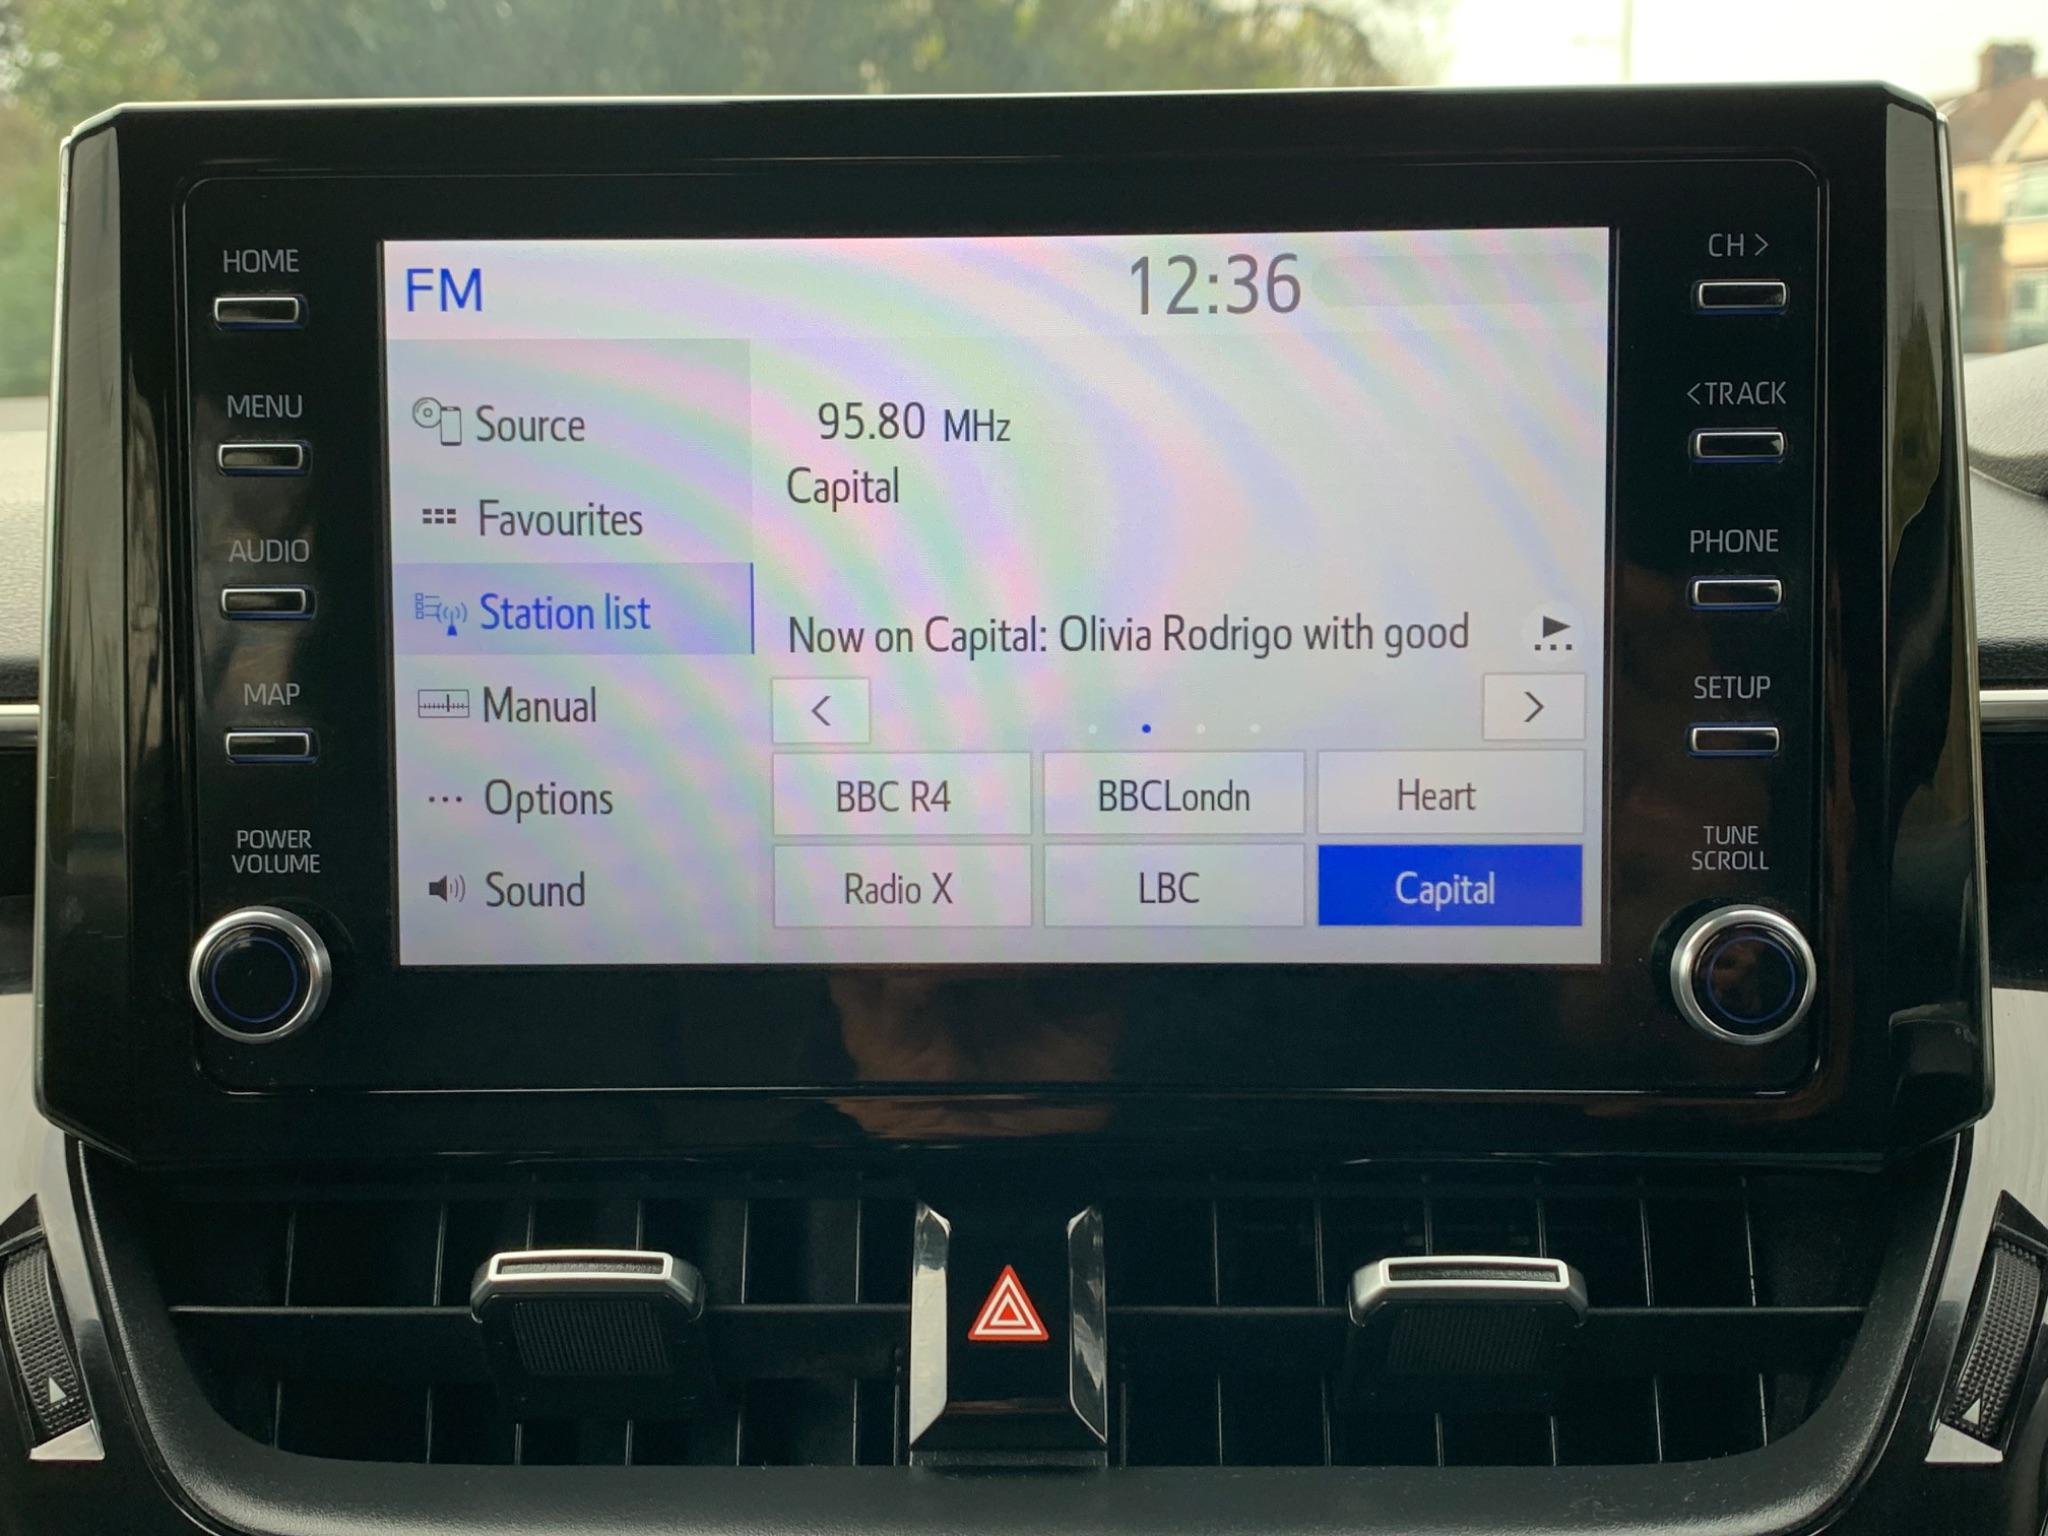 HOME
MENU
AUDIO
MAP
POWER
VOLUME
FM
12:36
Source
Favourites
Station list
Manual
Options
Sound
95.80 MHz
Capital
Now on Capital: Olivia Rodrigo with good
BBC R4
BBCLondn
Heart
Radio X
LBC
Capital
CH >
< TRACK
PHONE
SETUP
TUNE
SCROLL